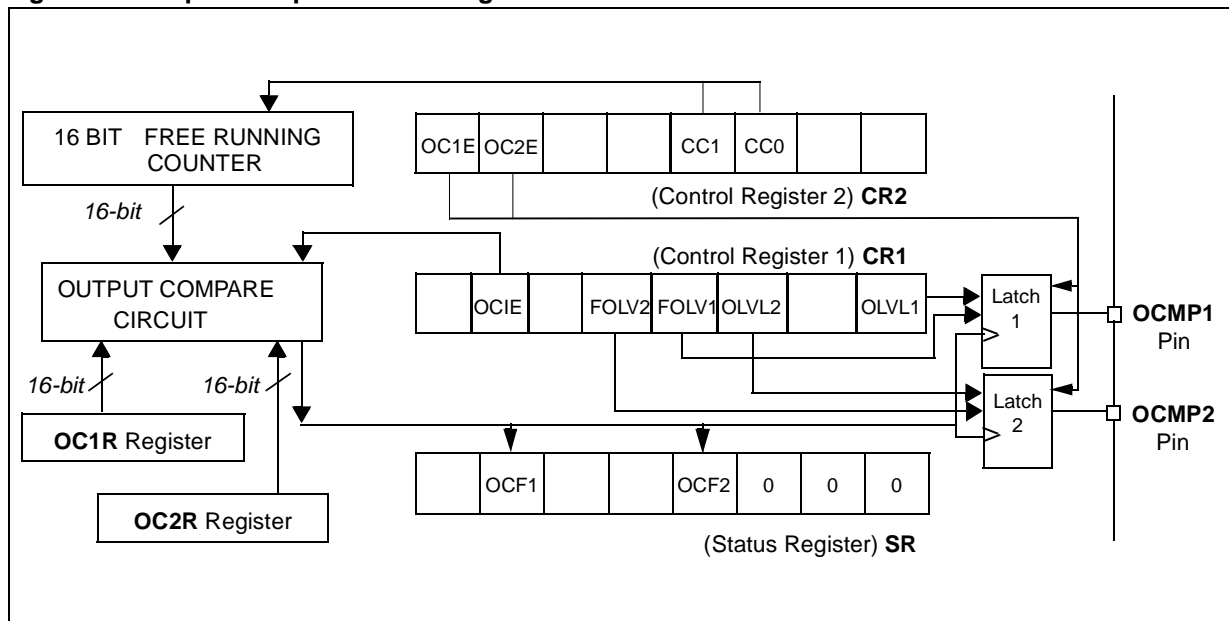 16 BIT FREE RUNNING
COUNTER
16-bit
OC1E OC2E CC1 CC0
(Control Register 2) CR2
(Control Register 1) CR1
OUTPUT COMPARE
CIRCUIT
OCIE FOLV2 FOLV1 OLVL2 OLVL1
Latch
1
OCMP1
Pin
16-bit
16-bit
Latch
2
OCMP2
Pin
OC1R Register
OCF1 OCF2 0 0 0
OC2R Register
(Status Register) SR